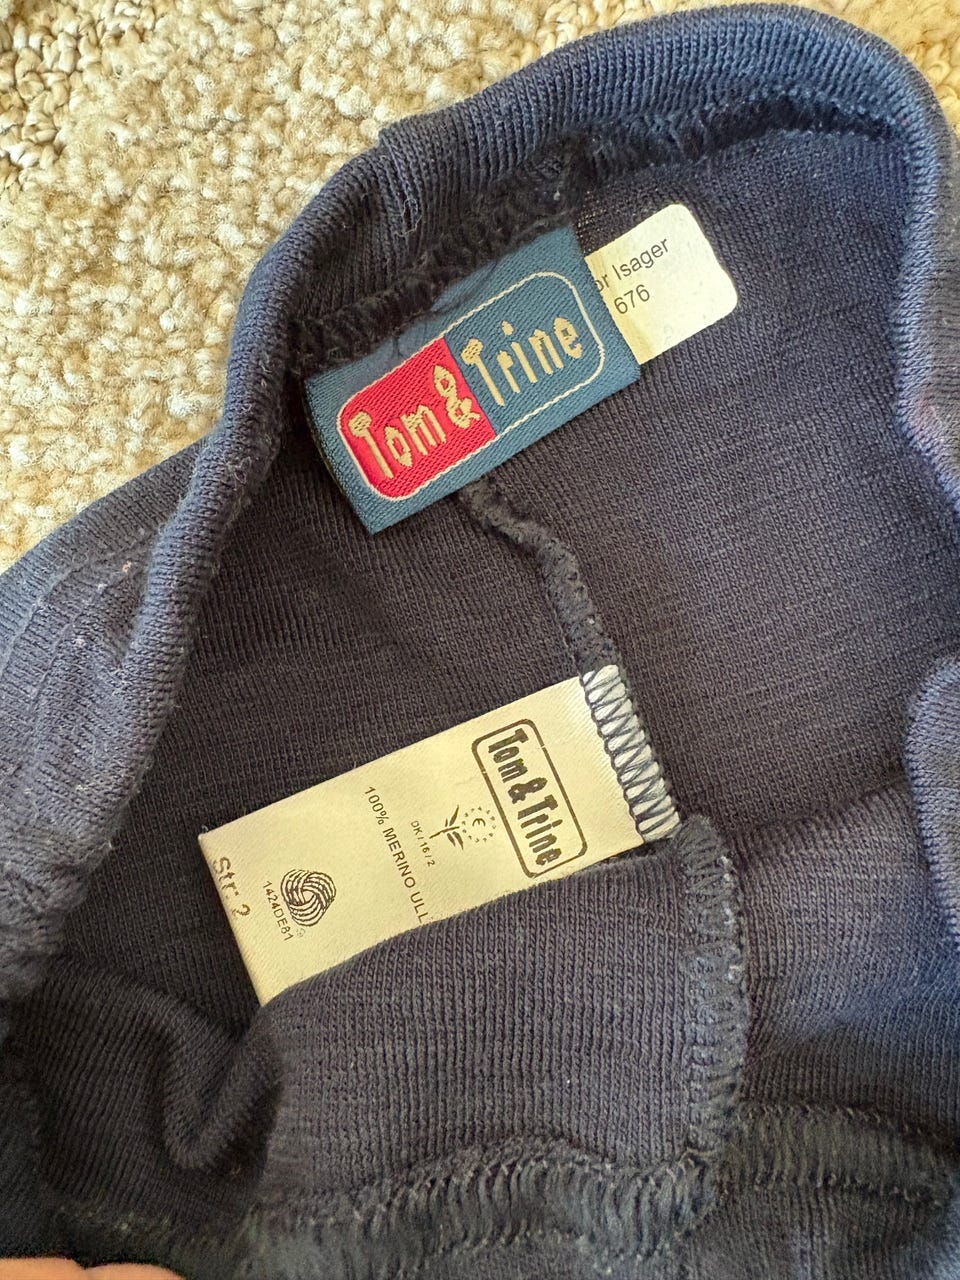 or Isager
676
Tom & Trine
Tom & Trine
DK/16/2
100% MERINO ULL
1424DE81
Str: 2